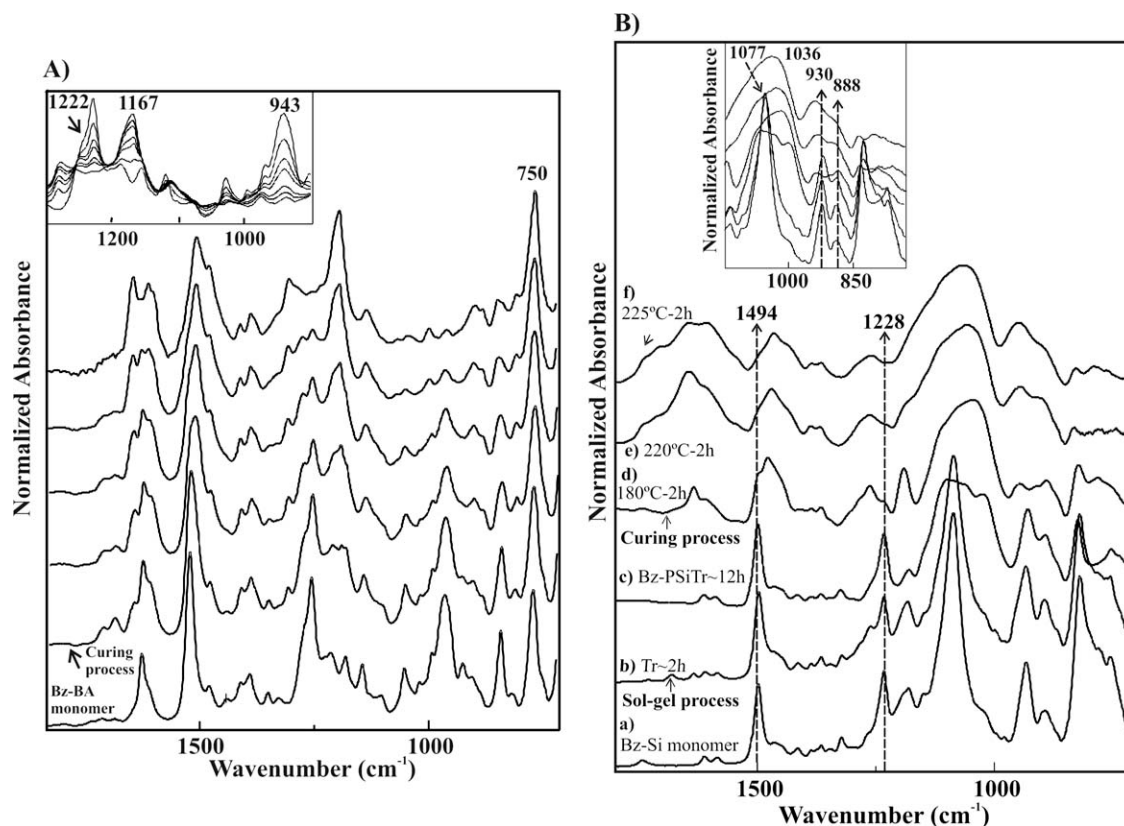 A)
1222
1167
943
1200
1000
750
Normalized Absorbance
Curing
process
Bz-BA
monomer
1500
1000
Wavenumber (cm⁻¹)
B)
1077
1036
930
888
Normalized Absorbance
1000
850
Normalized Absorbance
f)
225ºC-2h
1494
1228
e) 220ºC-2h
d)
180ºC-2h
Curing process
c) Bz-PSiTr~12h
b) Tr~2h
Sol-gel process
a)
Bz-Si monomer
1500
1000
Wavenumber (cm⁻¹)